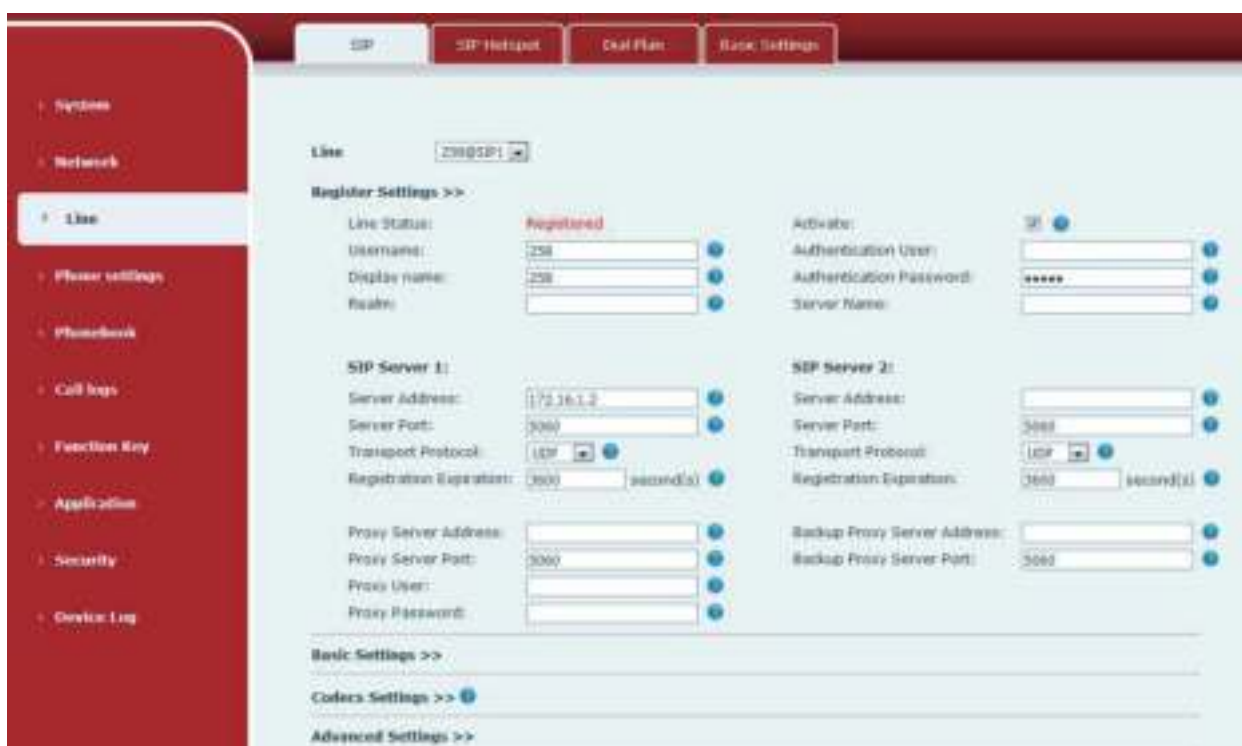 SIP
SIP Hotspot
Dial Plan
Basic Settings
System
Network
Line
Phone settings
Phonebook
Call logs
Function Key
Application
Security
Device Log
Line
Register Settings >>
Line Status: Registered Activate:
Username: Authentication User:
Display name: Authentication Password: •••••
Realm: Server Name:
SIP Server 1: SIP Server 2:
Server Address: 172.16.1.2 Server Address:
Server Port: 5060 Server Port: 5060
Transport Protocol: UDP Transport Protocol: UDP
Registration Expiration: 3600 second(s) Registration Expiration: 3600 second(s)
Proxy Server Address: Backup Proxy Server Address:
Proxy Server Port: 5060 Backup Proxy Server Port: 5060
Proxy User:
Proxy Password:
Basic Settings >>
Codecs Settings >>
Advanced Settings >>